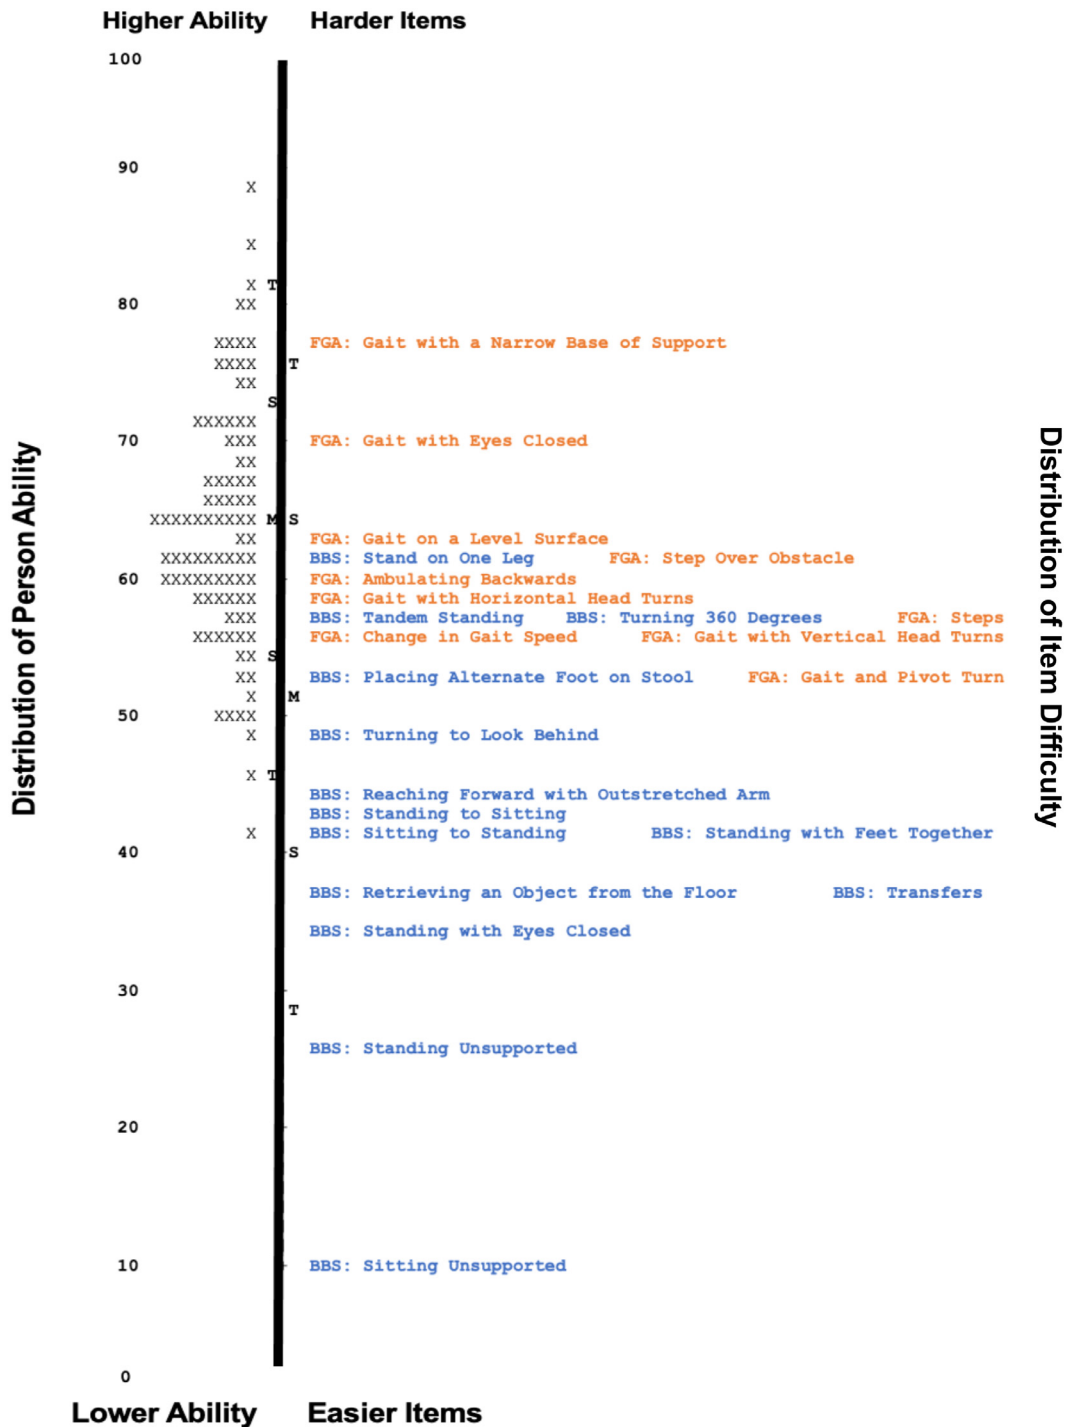 Higher Ability Harder Items
100
90
X
X
X T
80
XX
XXXX FGA: Gait with a Narrow Base of Support
XXXX T
XX
S
XXXXXX
70 XXX FGA: Gait with Eyes Closed
XX
XXXXX
XXXXX
XXXXXXXXXX M S
XX FGA: Gait on a Level Surface
XXXXXXXXX BBS: Stand on One Leg FGA: Step Over Obstacle
60 XXXXXXXXX FGA: Ambulating Backwards
XXXXXX FGA: Gait with Horizontal Head Turns
XXX BBS: Tandem Standing BBS: Turning 360 Degrees FGA: Steps
XXXXXX FGA: Change in Gait Speed FGA: Gait with Vertical Head Turns
XX S
XX BBS: Placing Alternate Foot on Stool FGA: Gait and Pivot Turn
X M
50 XXXX
X BBS: Turning to Look Behind
X T
BBS: Reaching Forward with Outstretched Arm
BBS: Standing to Sitting
X BBS: Sitting to Standing BBS: Standing with Feet Together
40 S
BBS: Retrieving an Object from the Floor BBS: Transfers
BBS: Standing with Eyes Closed
30
T
BBS: Standing Unsupported
20
10 BBS: Sitting Unsupported
0
Lower Ability Easier Items
Distribution of Person Ability
Distribution of Item Difficulty